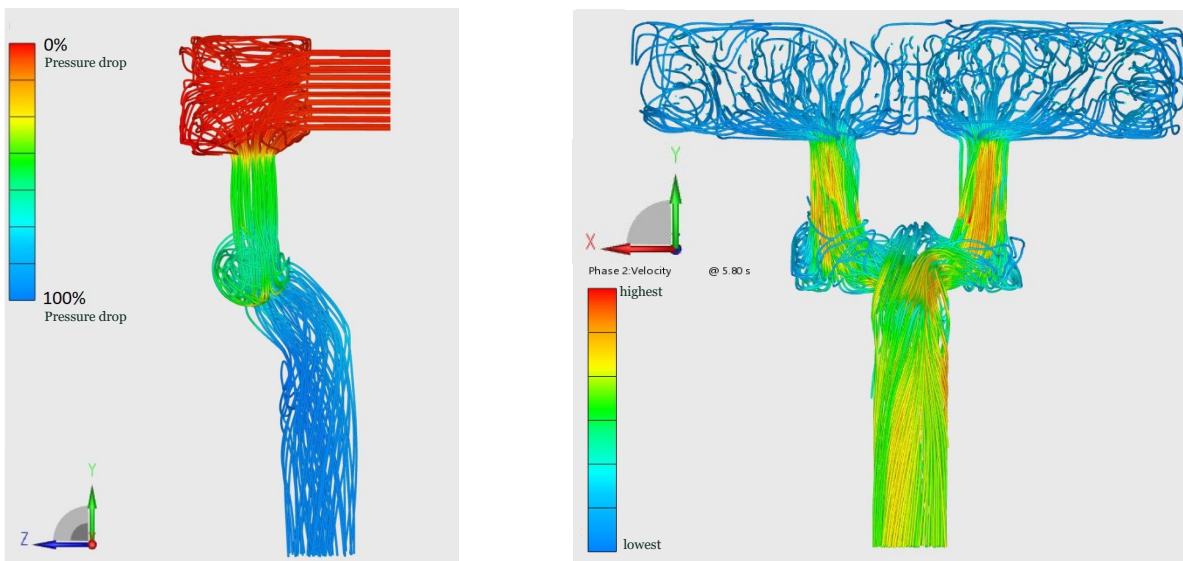 0%
Pressure drop
100%
Pressure drop
Y
Z
Y
X
Phase 2:Velocity @ 5.80 s
highest
lowest